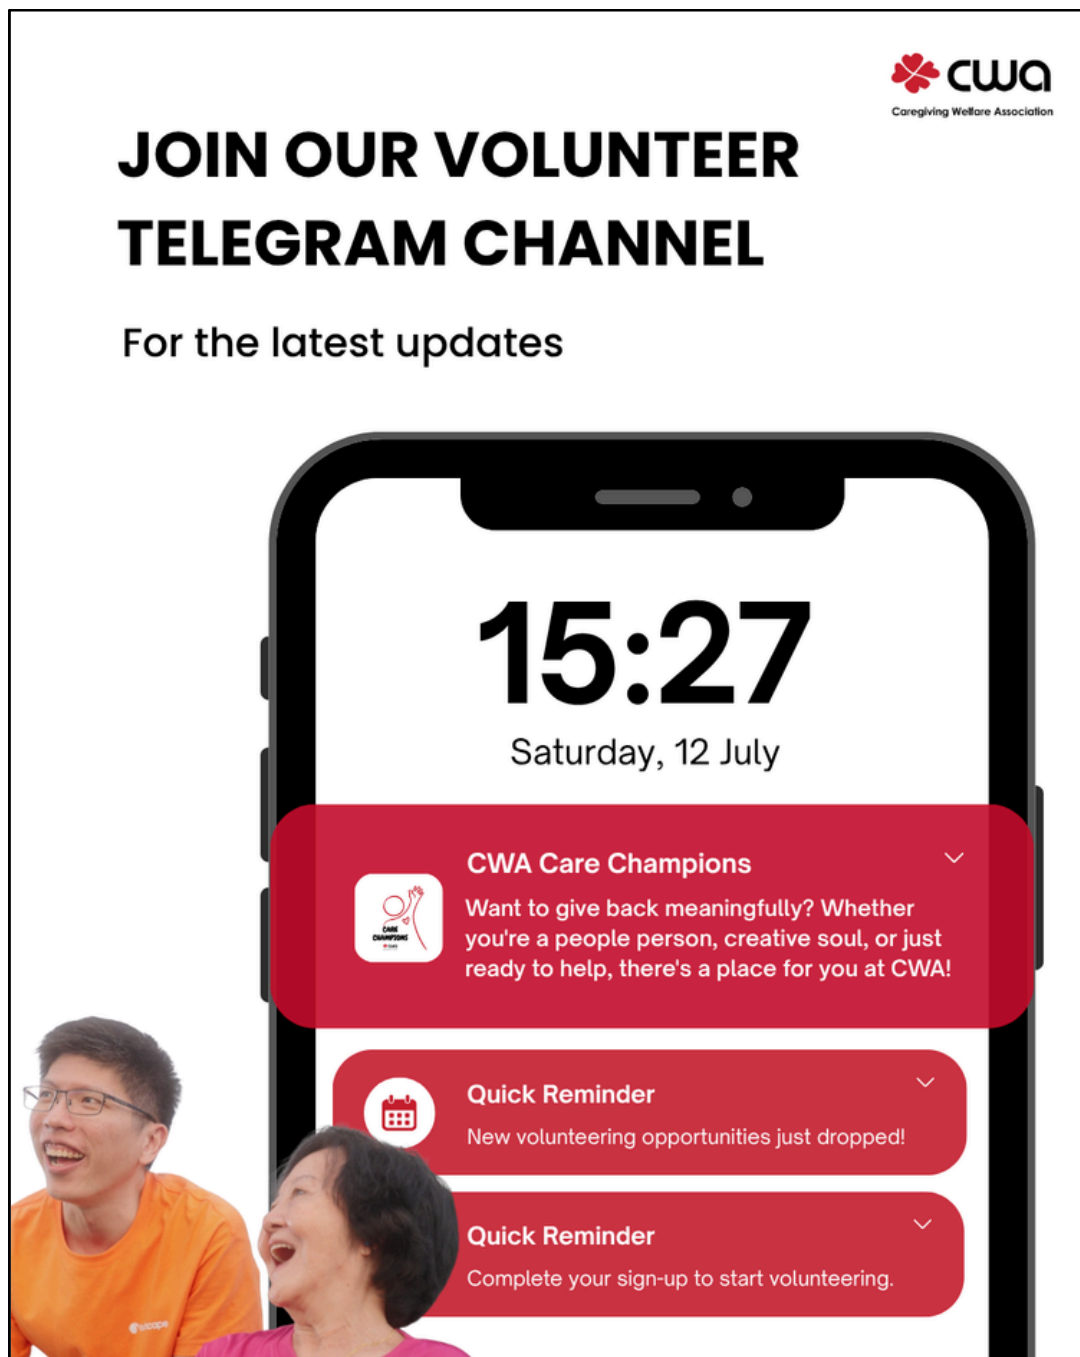 cwa
Caregiving Welfare Association
JOIN OUR VOLUNTEER
TELEGRAM CHANNEL
For the latest updates
15:27
Saturday, 12 July
CWA Care Champions
Want to give back meaningfully? Whether
you're a people person, creative soul, or just
ready to help, there's a place for you at CWA!
CARE
CHAMPIONS
Quick Reminder
New volunteering opportunities just dropped!
Quick Reminder
Complete your sign-up to start volunteering.